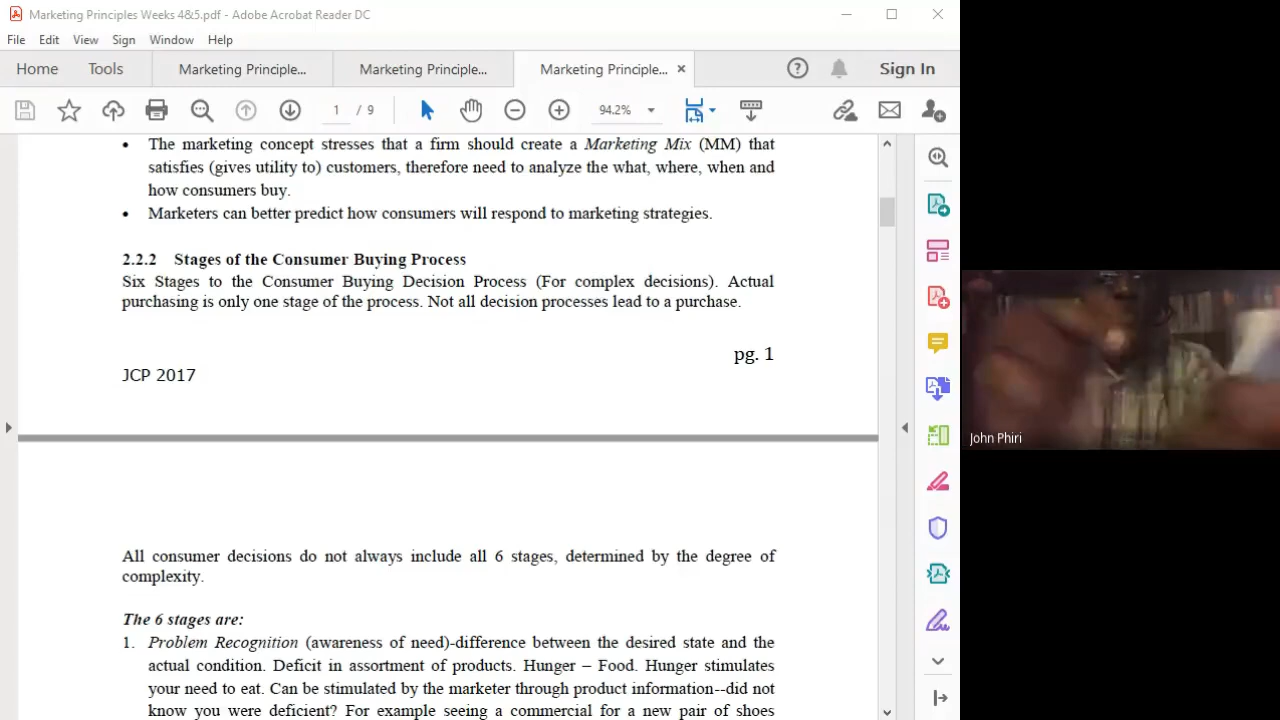 Marketing Principles Weeks 4&5.pdf - Adobe Acrobat Reader DC
File Edit View Sign Window Help
Home Tools Marketing Principle... Marketing Principle... Marketing Principle... Sign In
1 / 9 94.2%
• The marketing concept stresses that a firm should create a Marketing Mix (MM) that
satisfies (gives utility to) customers, therefore need to analyze the what, where, when and
how consumers buy.
• Marketers can better predict how consumers will respond to marketing strategies.
2.2.2 Stages of the Consumer Buying Process
Six Stages to the Consumer Buying Decision Process (For complex decisions). Actual
purchasing is only one stage of the process. Not all decision processes lead to a purchase.
pg. 1
JCP 2017
All consumer decisions do not always include all 6 stages, determined by the degree of
complexity.
The 6 stages are:
1. Problem Recognition (awareness of need)-difference between the desired state and the
actual condition. Deficit in assortment of products. Hunger – Food. Hunger stimulates
your need to eat. Can be stimulated by the marketer through product information--did not
know you were deficient? For example seeing a commercial for a new pair of shoes
John Phiri